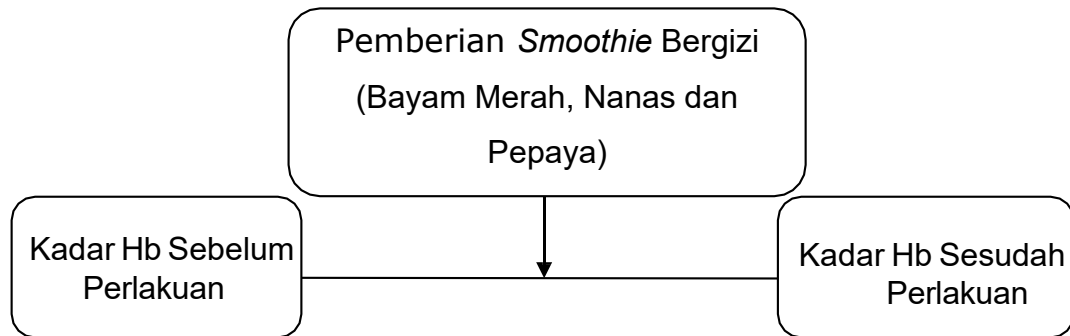 Pemberian Smoothie Bergizi
(Bayam Merah, Nanas dan
Pepaya)
Kadar Hb Sebelum
Perlakuan
Kadar Hb Sesudah
Perlakuan